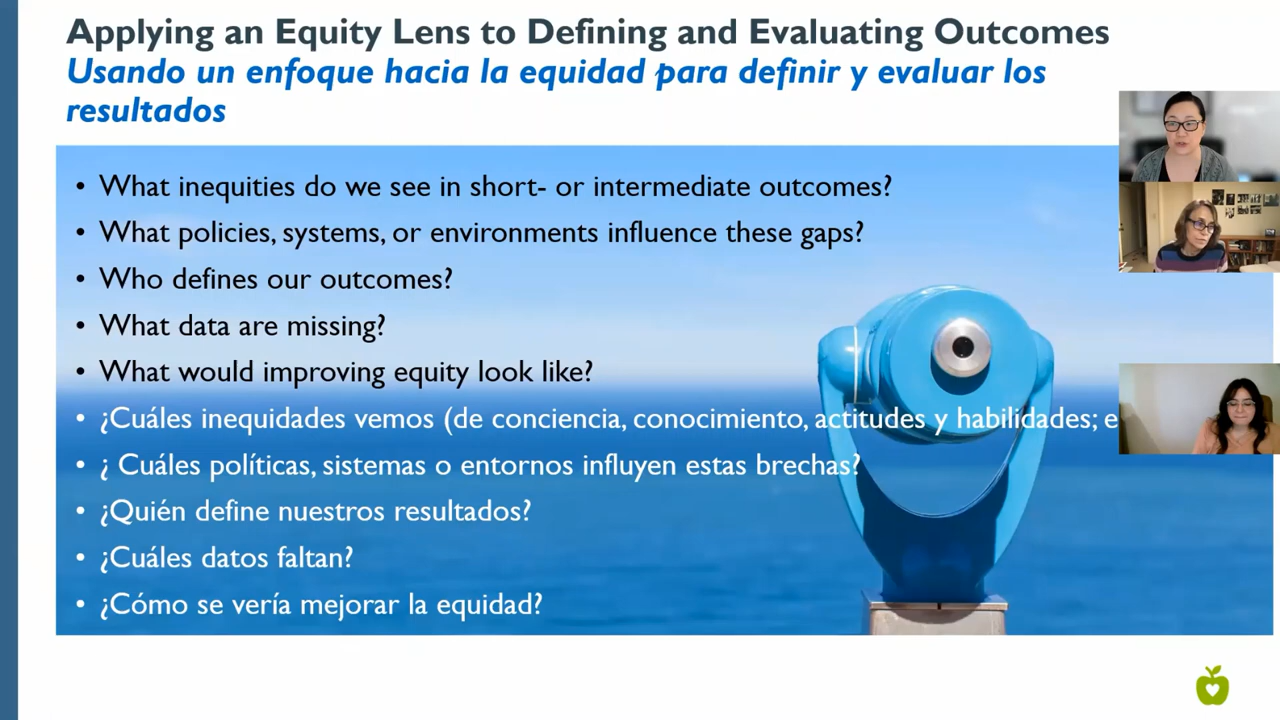 Applying an Equity Lens to Defining and Evaluating Outcomes
Usando un enfoque hacia la equidad para definir y evaluar los
resultados
• What inequities do we see in short- or intermediate outcomes?
• What policies, systems, or environments influence these gaps?
• Who defines our outcomes?
• What data are missing?
• What would improving equity look like?
• ¿Cuáles inequidades vemos (de conciencia, conocimiento, actitudes y habilidades; e
• ¿ Cuáles políticas, sistemas o entornos influyen estas brechas?
• ¿Quién define nuestros resultados?
• ¿Cuáles datos faltan?
• ¿Cómo se vería mejorar la equidad?